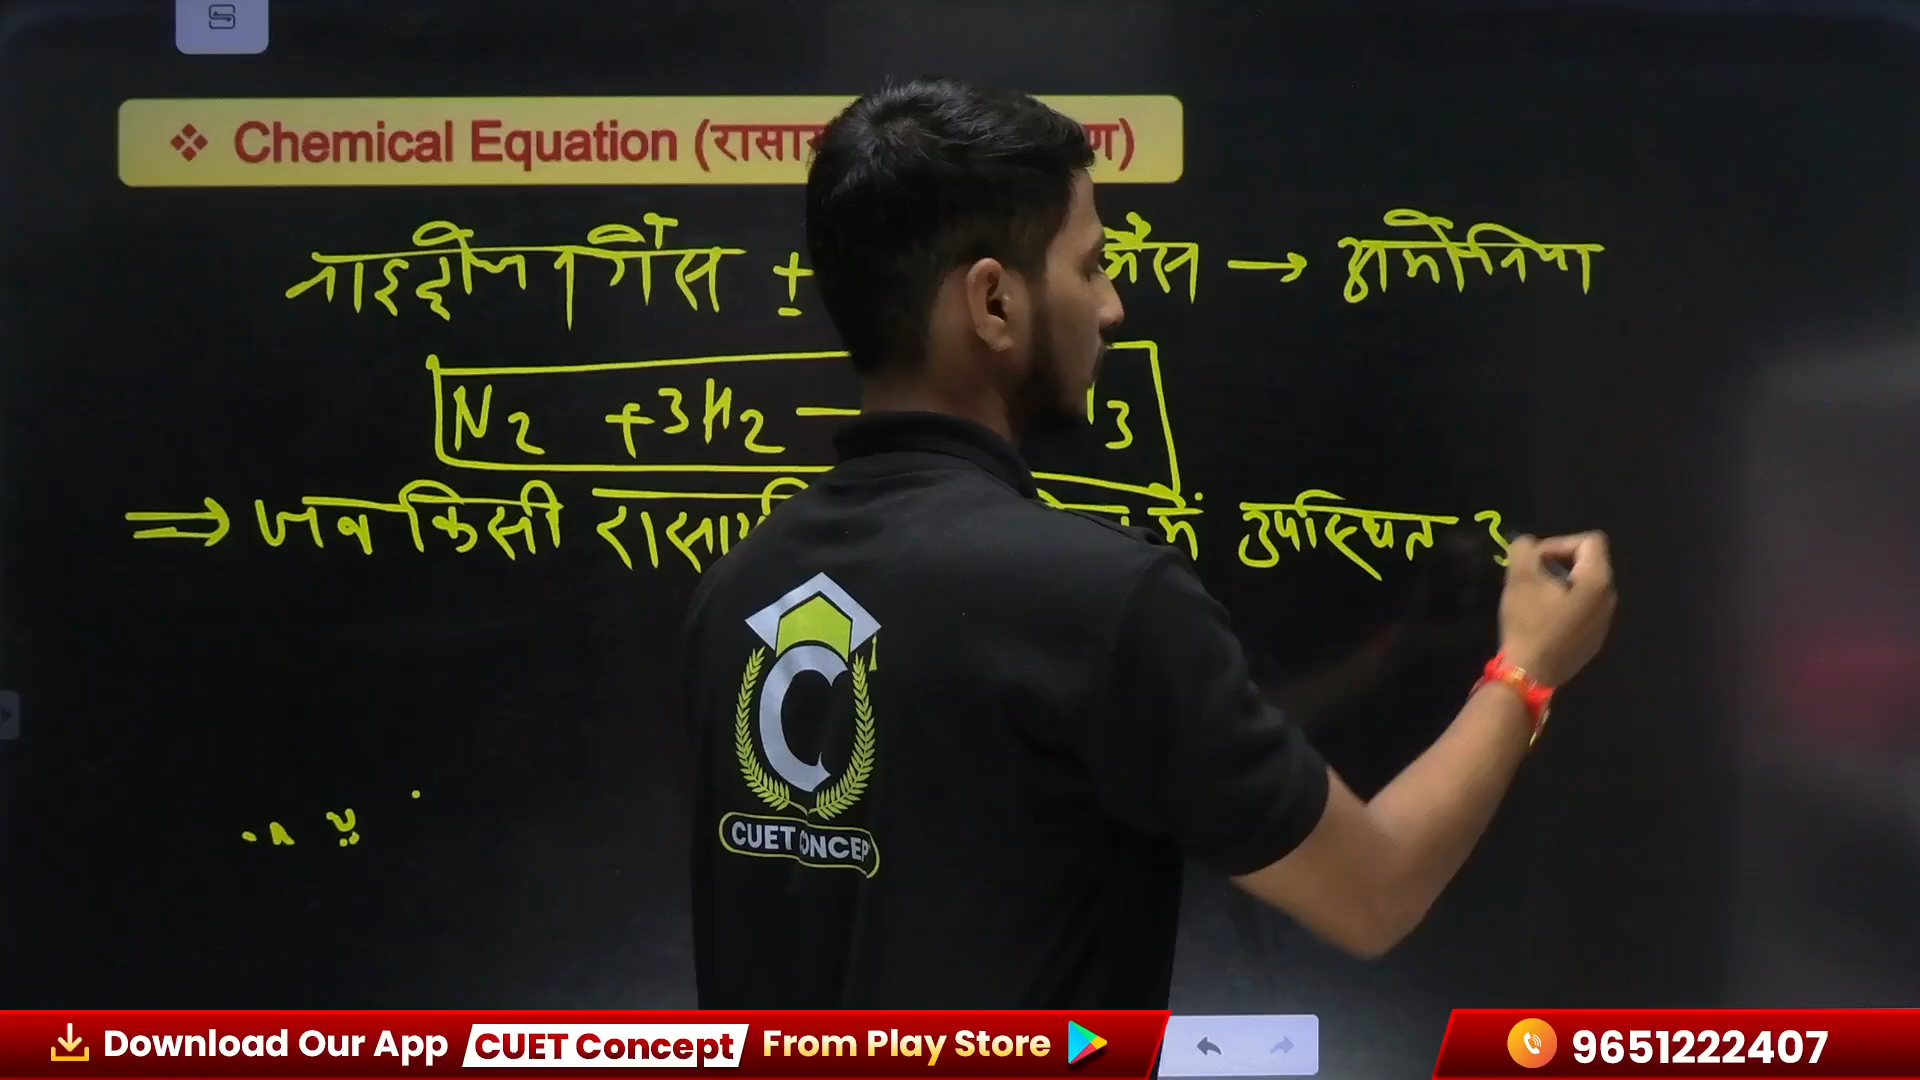 ❖ Chemical Equation (रासा ण)
नाइट्रोजन गैस + गैस → अमोनिया
N₂ + 3H₂ — 3
⇒ जब किसी रासाय में उपस्थित
CUET CONCEP
Download Our App CUET Concept From Play Store
9651222407